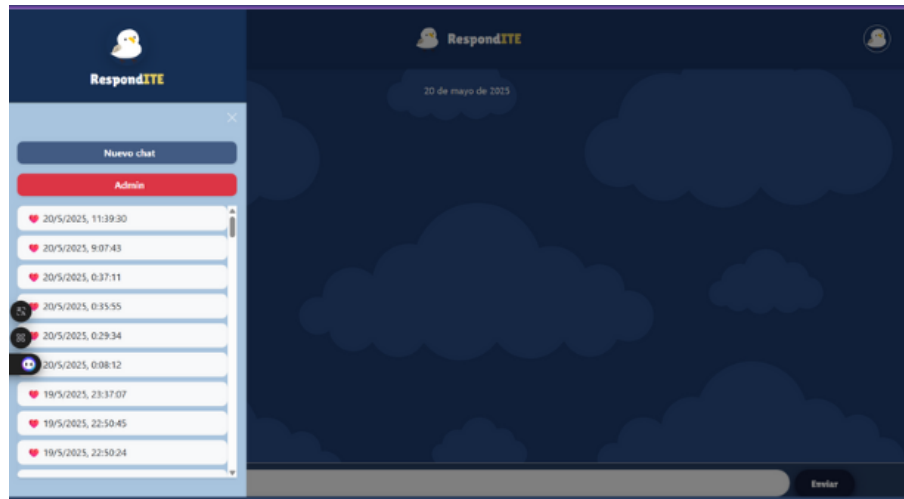 RespondITE
Nuevo chat
Admin
20/5/2025, 11:39:30
20/5/2025, 9:07:43
20/5/2025, 0:37:11
20/5/2025, 0:35:55
20/5/2025, 0:29:34
20/5/2025, 0:08:12
19/5/2025, 23:37:07
19/5/2025, 22:50:45
19/5/2025, 22:50:24
RespondITE
20 de mayo de 2025
Enviar